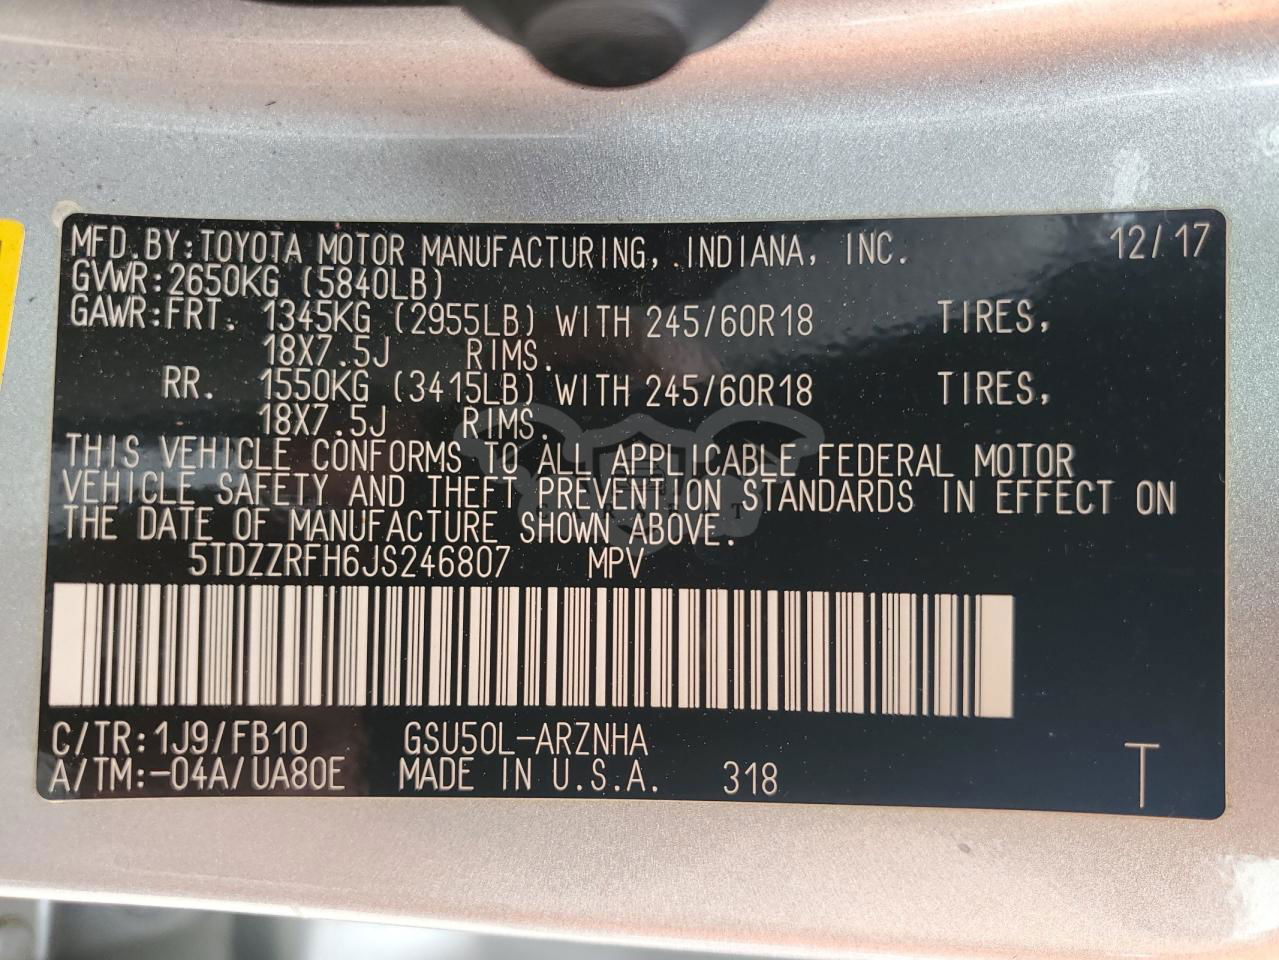 MFD.BY:TOYOTA MOTOR MANUFACTURING, INDIANA, INC. 12/17
GVWR:2650KG (5840LB)
GAWR:FRT. 1345KG (2955LB) WITH 245/60R18 TIRES,
18X7.5J RIMS.
RR. 1550KG (3415LB) WITH 245/60R18 TIRES,
18X7.5J RIMS.
THIS VEHICLE CONFORMS TO ALL APPLICABLE FEDERAL MOTOR
VEHICLE SAFETY AND THEFT PREVENTION STANDARDS IN EFFECT ON
THE DATE OF MANUFACTURE SHOWN ABOVE.
5TDZZRFH6JS246807 MPV
C/TR:1J9/FB10 GSU50L-ARZNHA
A/TM:-04A/UA80E MADE IN U.S.A. 318 T